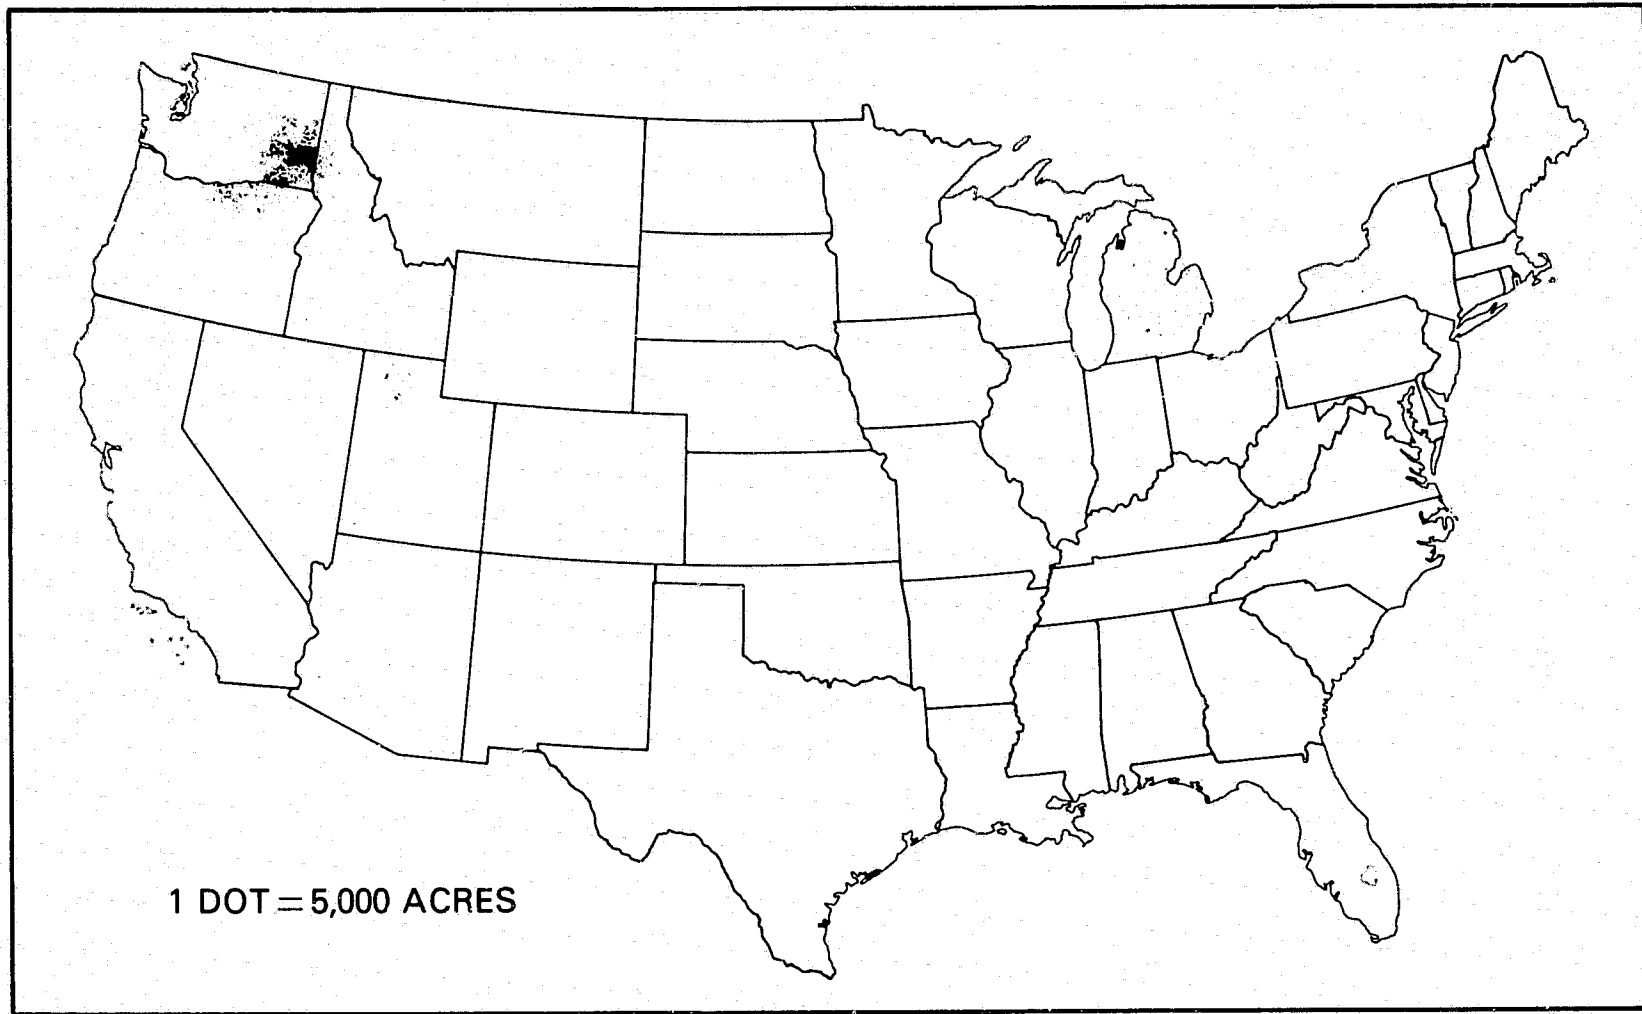 1 DOT = 5,000 ACRES